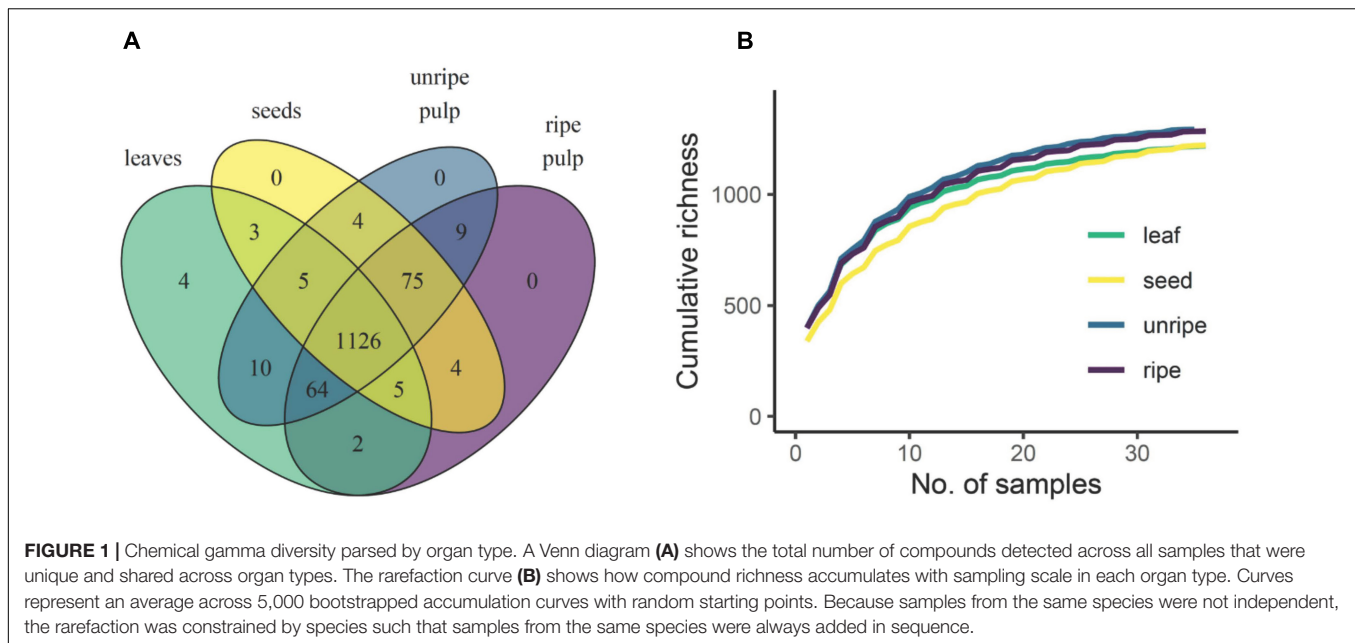 A
B
unripe
pulp
seeds
ripe
pulp
leaves
0
0
3
4
9
4
5
75
0
1126
10
64
5
4
2
Cumulative richness
1000
500
0
leaf
seed
unripe
ripe
0
10
20
30
No. of samples
FIGURE 1 | Chemical gamma diversity parsed by organ type. A Venn diagram (A) shows the total number of compounds detected across all samples that were
unique and shared across organ types. The rarefaction curve (B) shows how compound richness accumulates with sampling scale in each organ type. Curves
represent an average across 5,000 bootstrapped accumulation curves with random starting points. Because samples from the same species were not independent,
the rarefaction was constrained by species such that samples from the same species were always added in sequence.